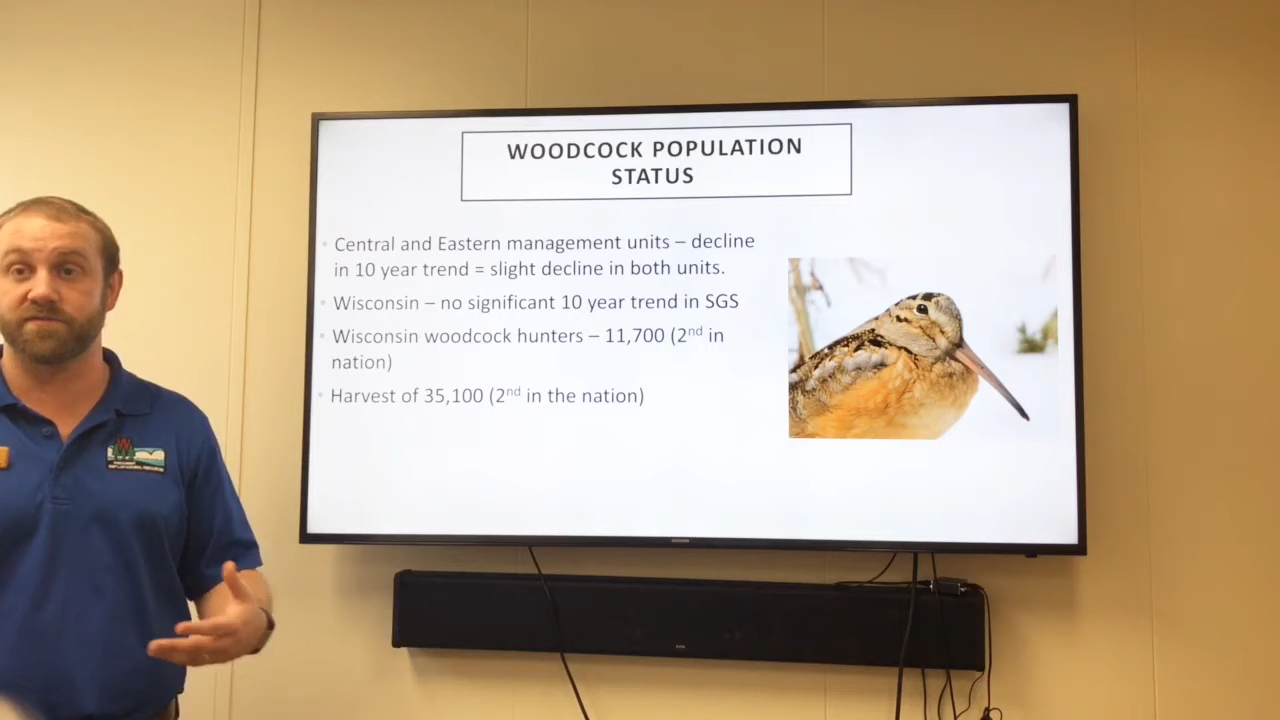 WOODCOCK POPULATION
STATUS
• Central and Eastern management units – decline
in 10 year trend = slight decline in both units.
• Wisconsin – no significant 10 year trend in SGS
• Wisconsin woodcock hunters – 11,700 (2nd in
nation)
• Harvest of 35,100 (2nd in the nation)